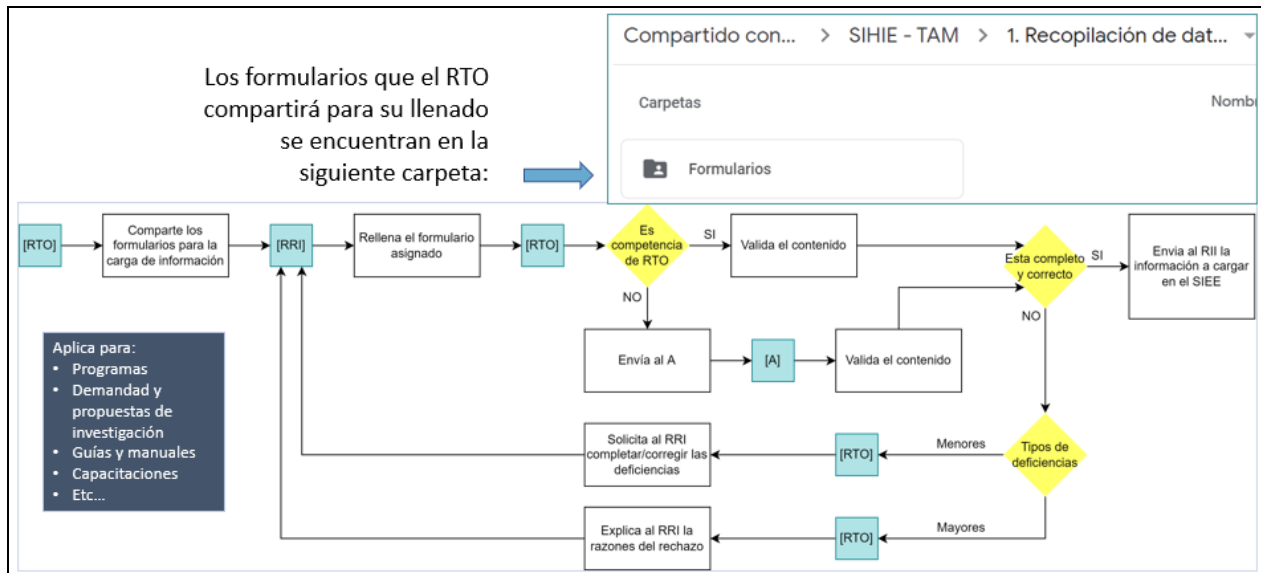 Compartido con... > SIHIE - TAM > 1. Recopilación de dat...
Los formularios que el RTO
compartirá para su llenado
se encuentran en la
siguiente carpeta:
Carpetas
Nombr
Formularios
[RTO]
Comparte los
formularios para la
carga de información
[RRI]
Rellena el formulario
asignado
[RTO]
Es
competencia
de RTO
SI
Valida el contenido
Esta completo
y correcto
SI
Envia al RII la
información a cargar
en el SIEE
NO
NO
Envía al A
[A]
Valida el contenido
Aplica para:
• Programas
• Demandad y
propuestas de
investigación
• Guías y manuales
• Capacitaciones
• Etc...
Solicita al RRI
completar/corregir las
deficiencias
[RTO]
Menores
Tipos de
deficiencias
Explica al RRI la
razones del rechazo
[RTO]
Mayores